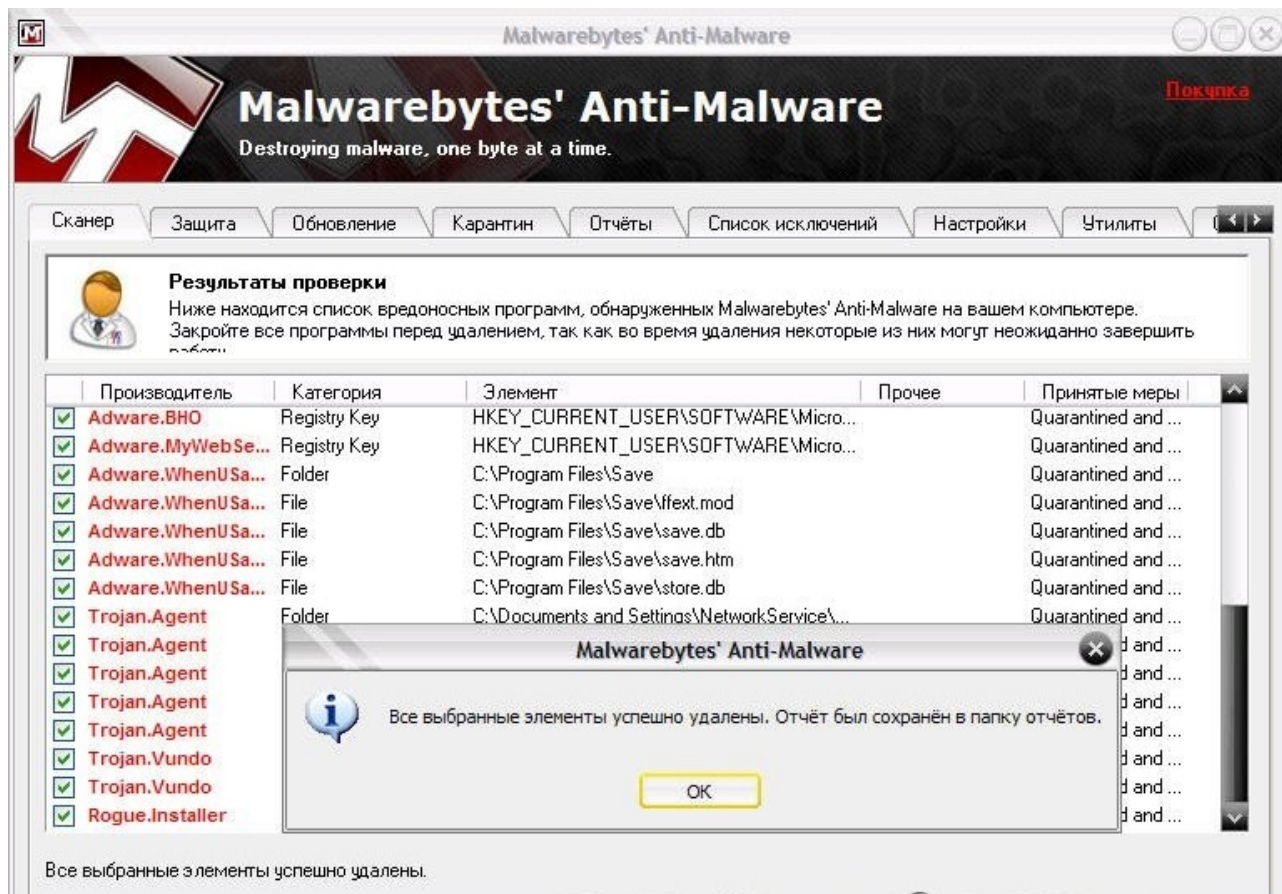 Malwarebytes' Anti-Malware
Malwarebytes' Anti-Malware
Destroying malware, one byte at a time.
Покупка
Сканер Защита Обновление Карантин Отчёты Список исключений Настройки Утилиты
Результаты проверки
Ниже находится список вредоносных программ, обнаруженных Malwarebytes' Anti-Malware на вашем компьютере.
Закройте все программы перед удалением, так как во время удаления некоторые из них могут неожиданно завершить
работу.
Производитель Категория Элемент Прочее Принятые меры
Adware.BHO Registry Key HKEY_CURRENT_USER\SOFTWARE\Micro... Quarantined and ...
Adware.MyWebSe... Registry Key HKEY_CURRENT_USER\SOFTWARE\Micro... Quarantined and ...
Adware.WhenUSa... Folder C:\Program Files\Save Quarantined and ...
Adware.WhenUSa... File C:\Program Files\Save\ffext.mod Quarantined and ...
Adware.WhenUSa... File C:\Program Files\Save\save.db Quarantined and ...
Adware.WhenUSa... File C:\Program Files\Save\save.htm Quarantined and ...
Adware.WhenUSa... File C:\Program Files\Save\store.db Quarantined and ...
Trojan.Agent Folder C:\Documents and Settings\NetworkService\... Quarantined and ...
Trojan.Agent d and ...
Trojan.Agent d and ...
Trojan.Agent d and ...
Trojan.Agent d and ...
Trojan.Vundo d and ...
Trojan.Vundo d and ...
Rogue.Installer d and ...
Malwarebytes' Anti-Malware
Все выбранные элементы успешно удалены. Отчёт был сохранён в папку отчётов.
OK
Все выбранные элементы успешно удалены.